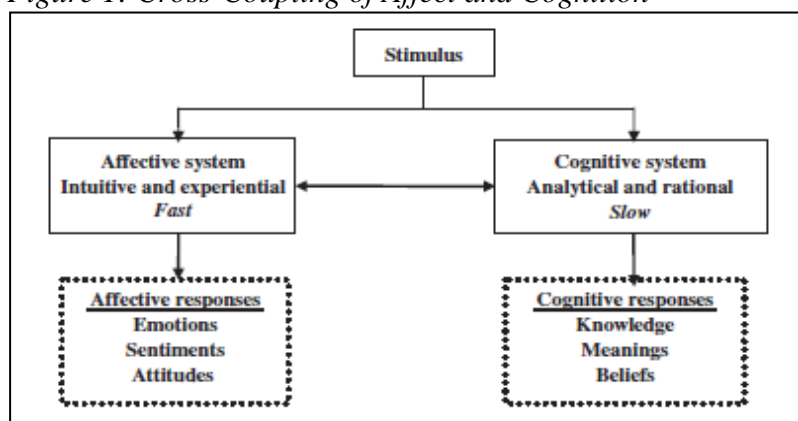 Figure 1: Cross-Coupling of Affect and Cognition
Stimulus
Affective system
Intuitive and experiential
Fast
Cognitive system
Analytical and rational
Slow
Affective responses
Emotions
Sentiments
Attitudes
Cognitive responses
Knowledge
Meanings
Beliefs